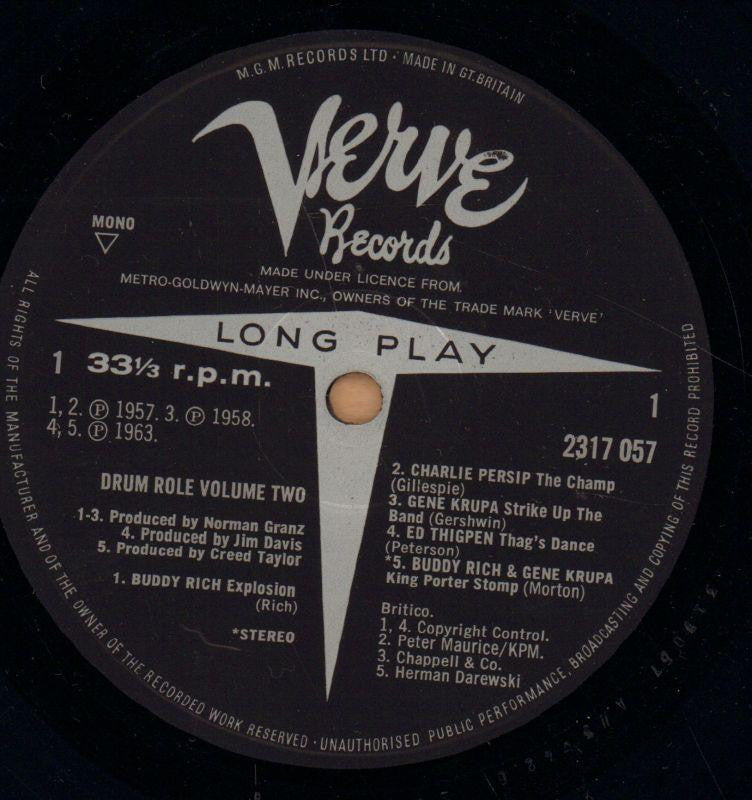 M.G.M. RECORDS LTD · MADE IN GT. BRITAIN
Verve
Records
MONO
MADE UNDER LICENCE FROM
METRO-GOLDWYN-MAYER INC., OWNERS OF THE TRADE MARK 'VERVE'
LONG PLAY
1 33⅓ r.p.m.
1
1, 2. ℗ 1957. 3. ℗ 1958.
4, 5. ℗ 1963.
2317 057
DRUM ROLE VOLUME TWO
1-3. Produced by Norman Granz
4. Produced by Jim Davis
5. Produced by Creed Taylor
1. BUDDY RICH Explosion
(Rich)
*STEREO
2. CHARLIE PERSIP The Champ
(Gillespie)
3. GENE KRUPA Strike Up The
Band (Gershwin)
4. ED THIGPEN Thag's Dance
(Peterson)
*5. BUDDY RICH & GENE KRUPA
King Porter Stomp (Morton)
Britico.
1, 4. Copyright Control.
2. Peter Maurice/KPM.
3. Chappell & Co.
5. Herman Darewski
ALL RIGHTS OF THE MANUFACTURER AND OF THE OWNER OF THE RECORDED WORK RESERVED · UNAUTHORISED PUBLIC PERFORMANCE, BROADCASTING AND COPYING OF THIS RECORD PROHIBITED